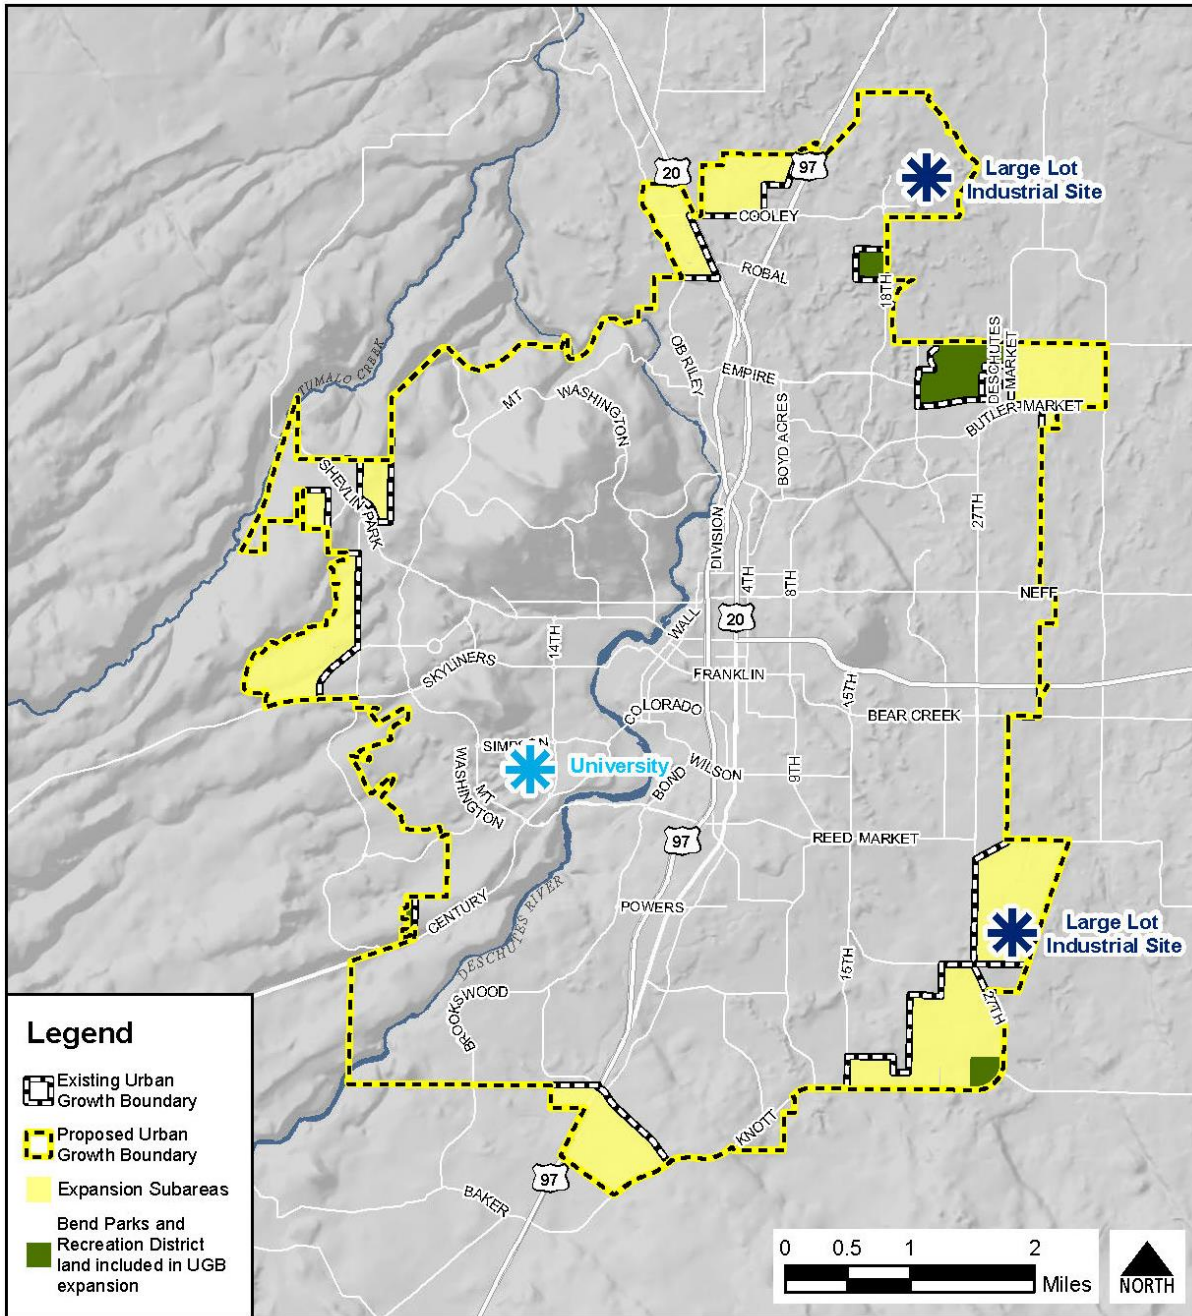 20
97
Large Lot
Industrial Site
COOLEY
ROBAL
18TH
OB RILEY
EMPIRE
DESCHUTES
MARKET
BUTLER MARKET
TUMALO CREEK
MT
WASHINGTON
BOYD ACRES
SHEVLIN PARK
27TH
DIVISION
4TH
8TH
NEFF
20
WALL
14TH
SKYLINERS
FRANKLIN
15TH
COLORADO
BEAR CREEK
SIMPSON
University
WILSON
BOND
9TH
MT
WASHINGTON
97
REED MARKET
CENTURY
POWERS
DESCHUTES RIVER
Large Lot
Industrial Site
15TH
27TH
BROOKSWOOD
KNOTT
97
BAKER
Legend
Existing Urban
Growth Boundary
Proposed Urban
Growth Boundary
Expansion Subareas
Bend Parks and
Recreation District
land included in UGB
expansion
0 0.5 1 2
Miles
NORTH